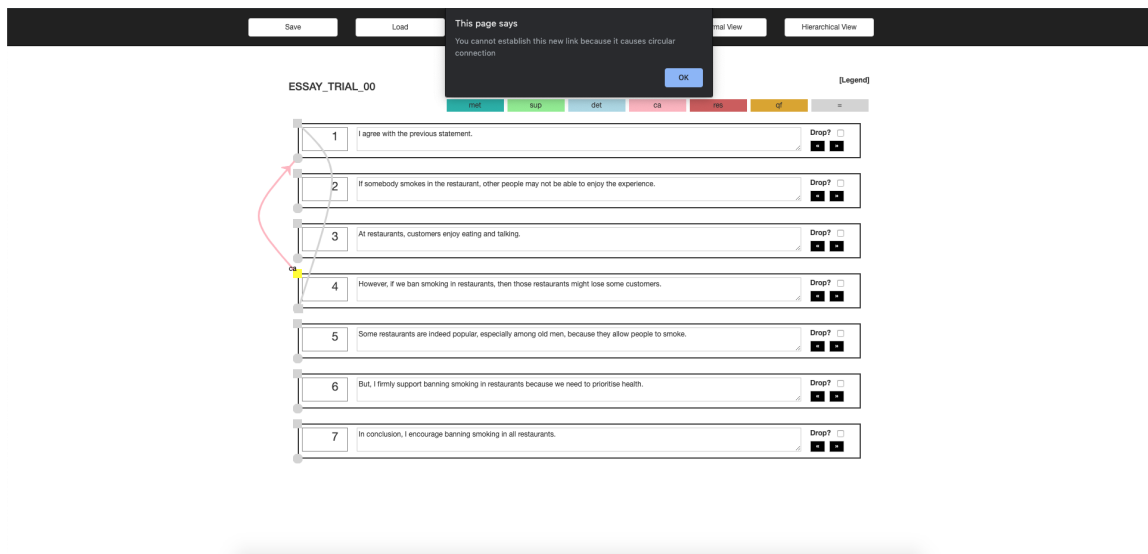 Save
Load
This page says
You cannot establish this new link because it causes circular
connection
OK
mal View
Hierarchical View
ESSAY_TRIAL_00
[Legend]
met
sup
det
ca
res
qf
=
1
I agree with the previous statement.
Drop?
«
»
2
If somebody smokes in the restaurant, other people may not be able to enjoy the experience.
Drop?
«
»
3
At restaurants, customers enjoy eating and talking.
Drop?
«
»
ca
4
However, if we ban smoking in restaurants, then those restaurants might lose some customers.
Drop?
«
»
5
Some restaurants are indeed popular, especially among old men, because they allow people to smoke.
Drop?
«
»
6
But, I firmly support banning smoking in restaurants because we need to prioritise health.
Drop?
«
»
7
In conclusion, I encourage banning smoking in all restaurants.
Drop?
«
»